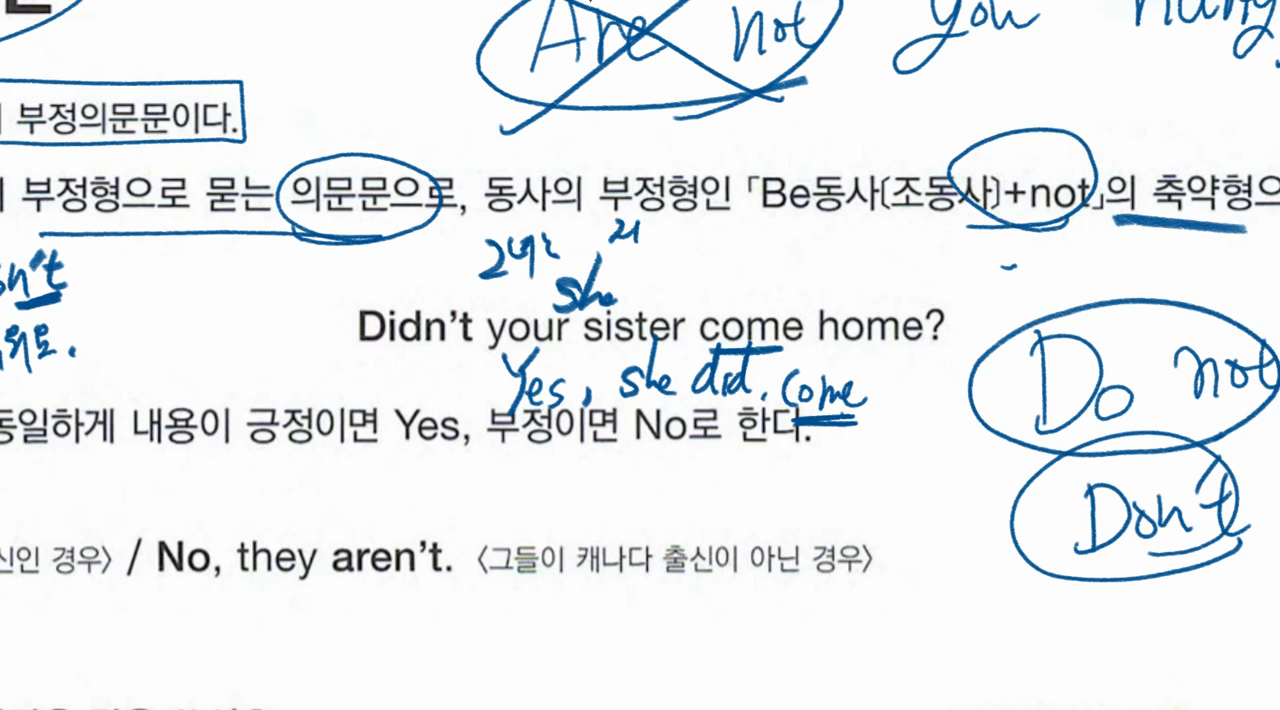 Are not you
부정의문문이다.
부정형으로 묻는 의문문으로, 동사의 부정형인 「Be동사(조동사)+not」의 축약형으
n't
she
Didn't your sister come home?
Do not
Yes, she did. come
동일하게 내용이 긍정이면 Yes, 부정이면 No로 한다.
Don't
신인 경우〉 / No, they aren't. 〈그들이 캐나다 출신이 아닌 경우〉